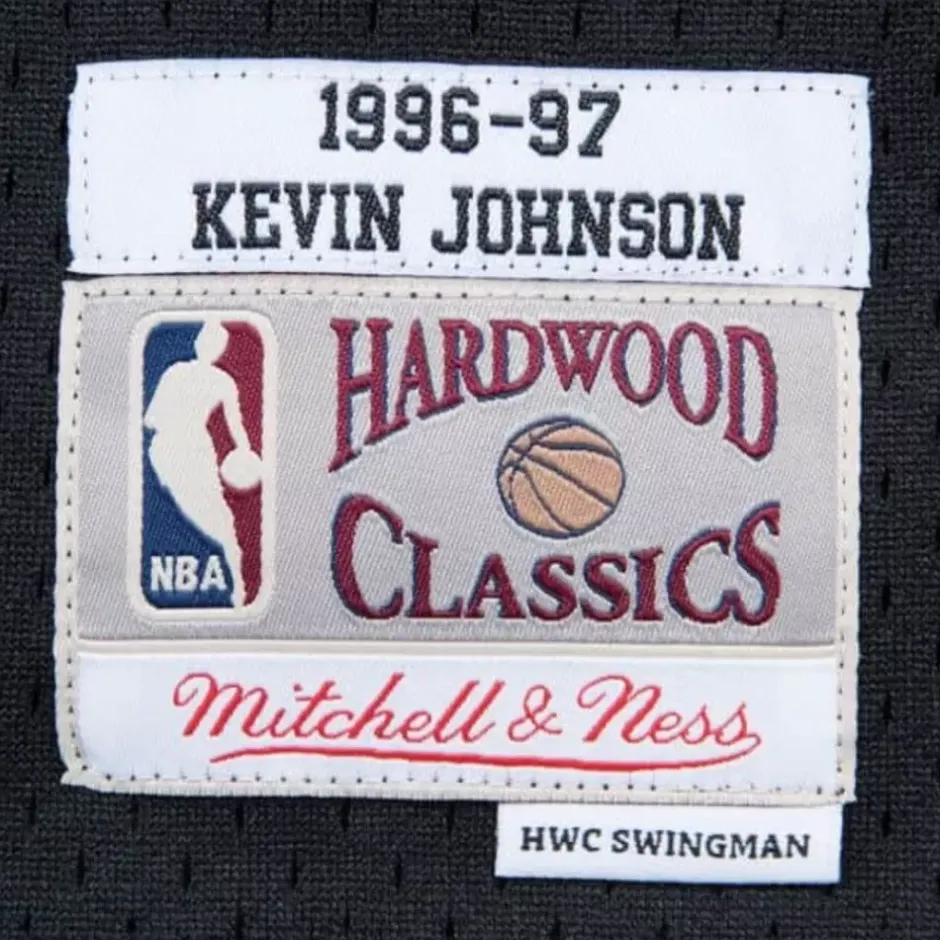 1996-97
KEVIN JOHNSON
HARDWOOD
CLASSICS
NBA
Mitchell & Ness
HWC SWINGMAN